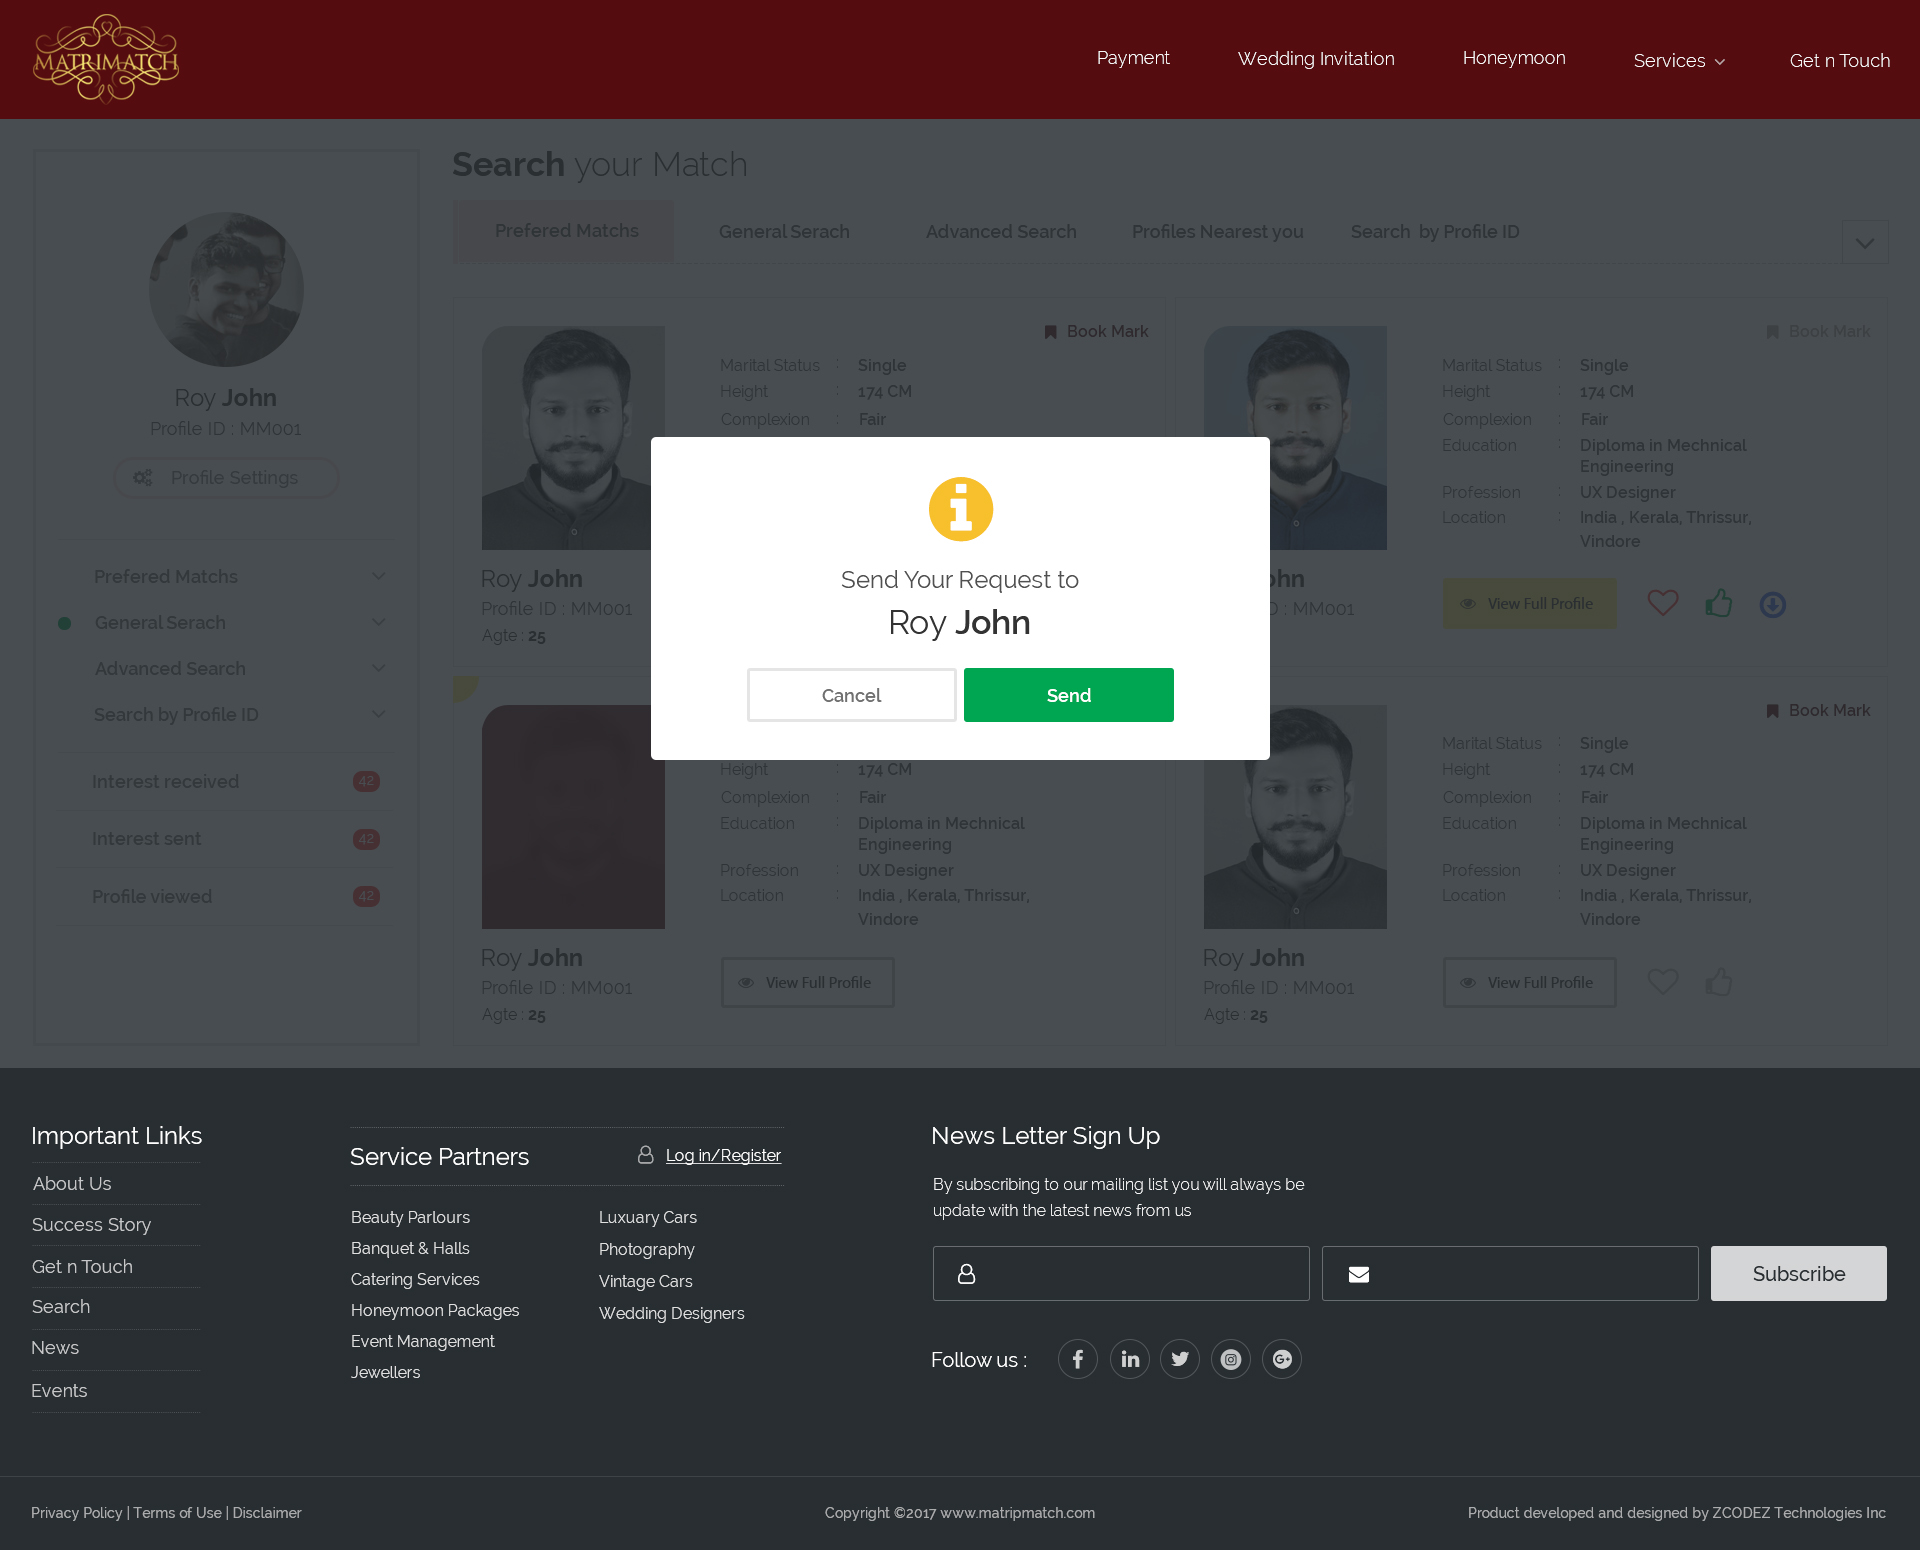 MATRIMATCH
Payment
Wedding Invitation
Honeymoon
Services
Get n Touch
Roy John
Profile ID : MM001
Profile Settings
Prefered Matchs
General Serach
Advanced Search
Search by Profile ID
Interest received 42
Interest sent 42
Profile viewed 42
Search your Match
Prefered Matchs
General Serach
Advanced Search
Profiles Nearest you
Search by Profile ID
Book Mark
Marital Status : Single
Height : 174 CM
Complexion : Fair
Roy John
Profile ID : MM001
Agte : 25
Book Mark
Marital Status : Single
Height : 174 CM
Complexion : Fair
Education : Diploma in Mechnical
Engineering
Profession : UX Designer
Location : India , Kerala, Thrissur,
Vindore
ohn
D : MM001
View Full Profile
Send Your Request to
Roy John
Cancel
Send
Height : 174 CM
Complexion : Fair
Education : Diploma in Mechnical
Engineering
Profession : UX Designer
Location : India , Kerala, Thrissur,
Vindore
Roy John
Profile ID : MM001
Agte : 25
View Full Profile
Book Mark
Marital Status : Single
Height : 174 CM
Complexion : Fair
Education : Diploma in Mechnical
Engineering
Profession : UX Designer
Location : India , Kerala, Thrissur,
Vindore
Roy John
Profile ID : MM001
Agte : 25
View Full Profile
Important Links
About Us
Success Story
Get n Touch
Search
News
Events
Service Partners
Log in/Register
Beauty Parlours
Banquet & Halls
Catering Services
Honeymoon Packages
Event Management
Jewellers
Luxuary Cars
Photography
Vintage Cars
Wedding Designers
News Letter Sign Up
By subscribing to our mailing list you will always be
update with the latest news from us
Subscribe
Follow us :
Privacy Policy | Terms of Use | Disclaimer
Copyright ©2017 www.matripmatch.com
Product developed and designed by ZCODEZ Technologies Inc